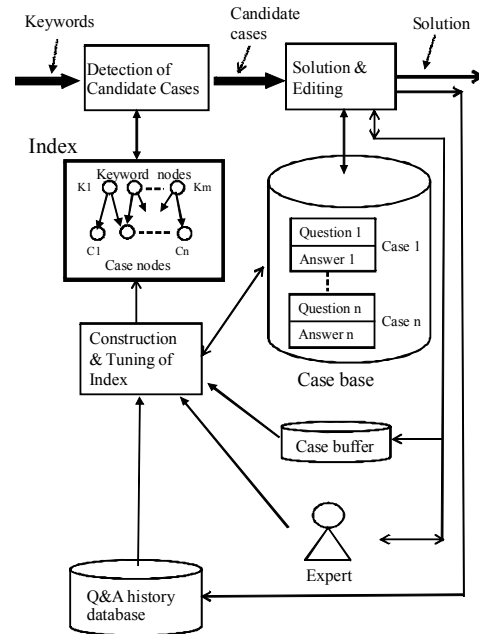 Keywords
Candidate
cases
Solution
Detection of
Candidate Cases
Solution &
Editing
Index
Keyword nodes
K1
Km
C1
Cn
Case nodes
Question 1
Answer 1
Case 1
Question n
Answer n
Case n
Case base
Construction
& Tuning of
Index
Case buffer
Expert
Q&A history
database